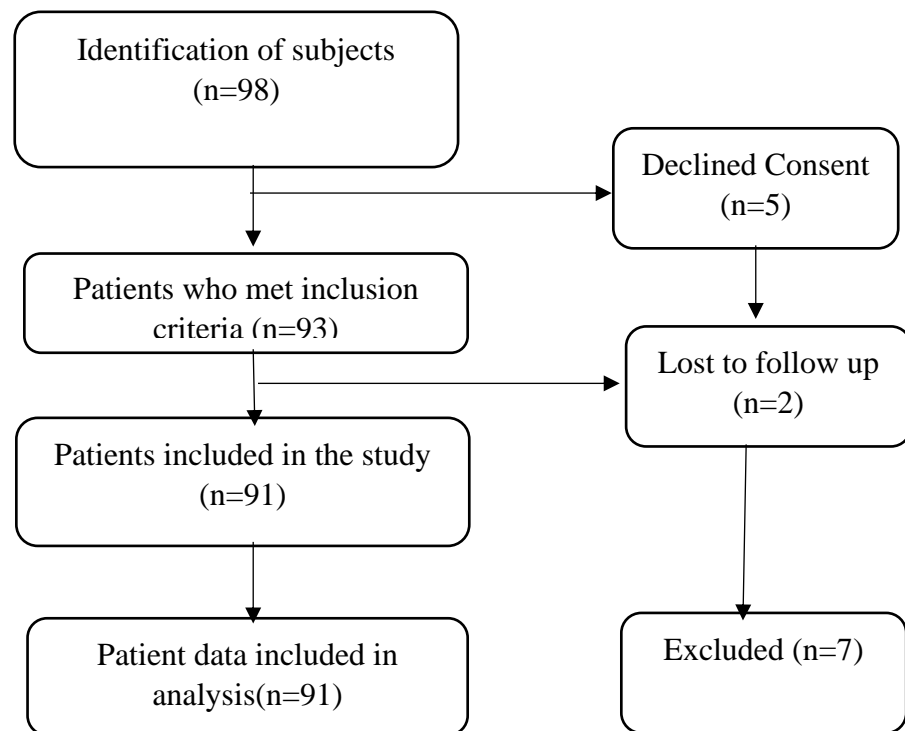 Identification of subjects
(n=98)
Declined Consent
(n=5)
Patients who met inclusion
criteria (n=93)
Lost to follow up
(n=2)
Patients included in the study
(n=91)
Patient data included in
analysis(n=91)
Excluded (n=7)